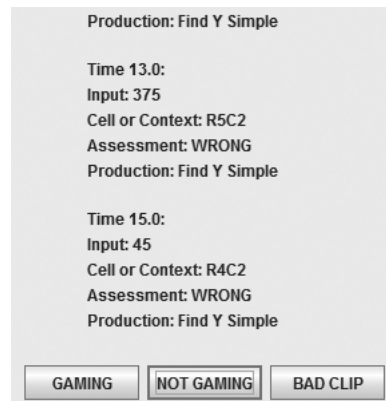 Production: Find Y Simple
Time 13.0:
Input: 375
Cell or Context: R5C2
Assessment: WRONG
Production: Find Y Simple
Time 15.0:
Input: 45
Cell or Context: R4C2
Assessment: WRONG
Production: Find Y Simple
GAMING NOT GAMING BAD CLIP